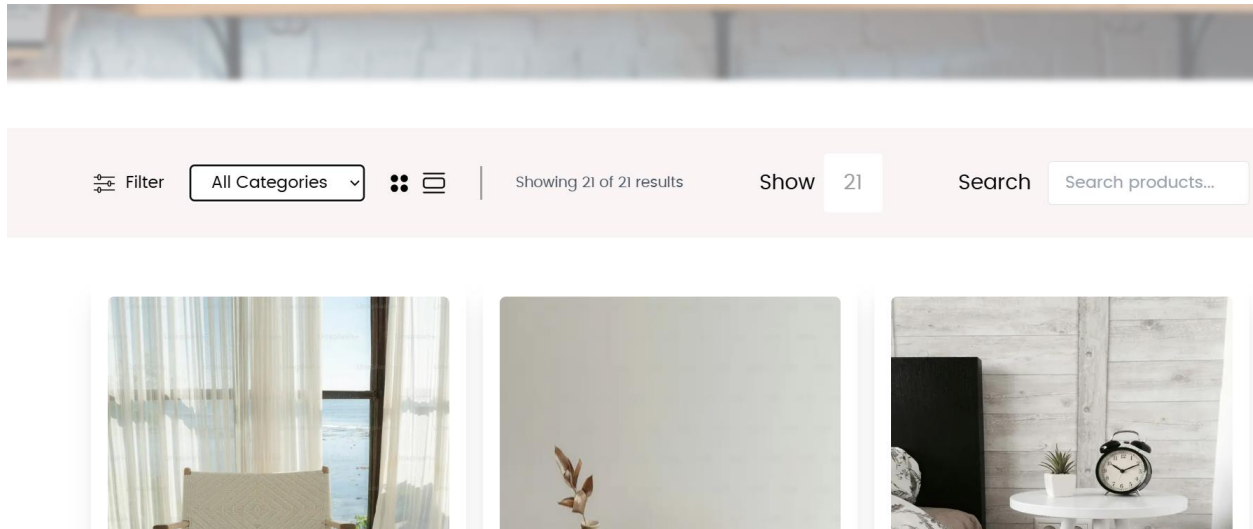 Filter
All Categories
Showing 21 of 21 results
Show
21
Search
Search products...